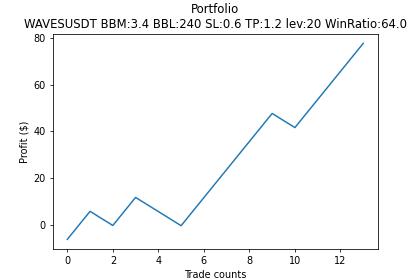 Portfolio
WAVESUSDT BBM:3.4 BBL:240 SL:0.6 TP:1.2 lev:20 WinRatio:64.0
Profit ($)
80
60
40
20
0
0 2 4 6 8 10 12
Trade counts